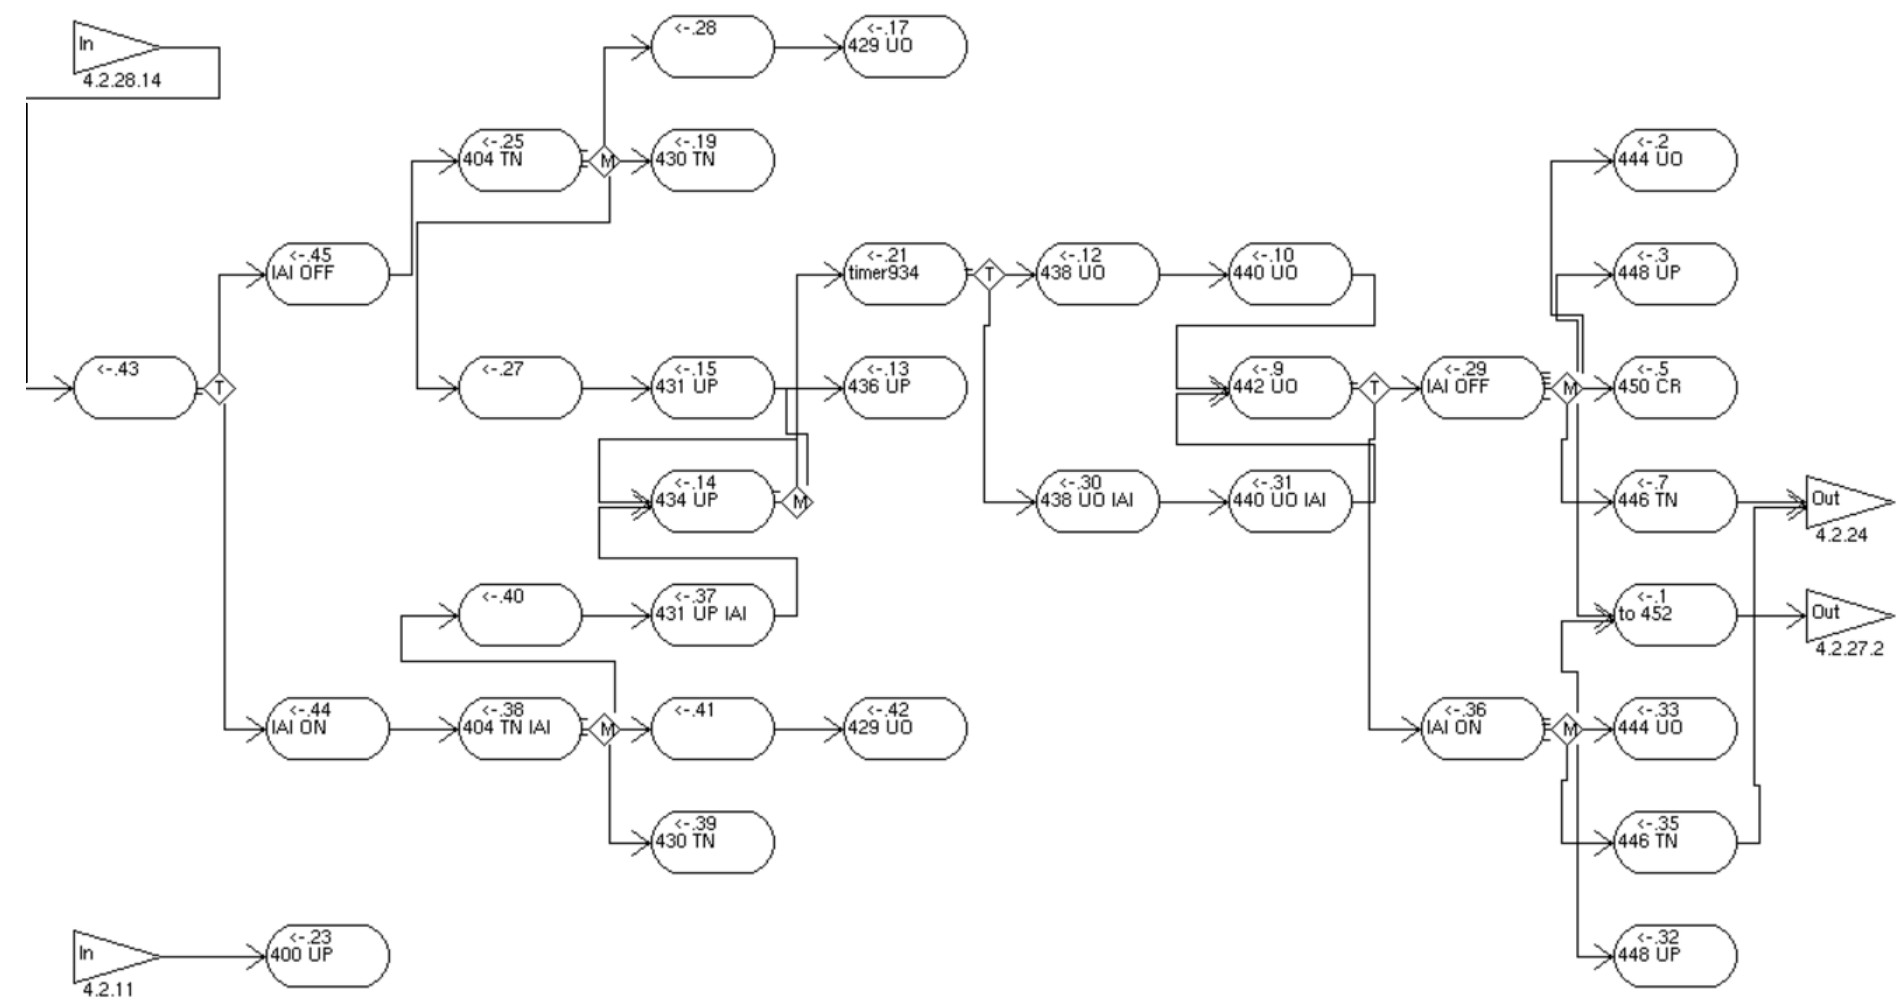 In
4.2.28.14
<-.28
<-.17
429 UO
<-.25
404 TN
M
<-.19
430 TN
<-.2
444 UO
<-.45
IAI OFF
<-.21
timer934
T
<-.12
438 UO
<-.10
440 UO
<-.3
448 UP
<-.43
T
<-.27
<-.15
431 UP
<-.13
436 UP
<-.9
442 UO
T
<-.29
IAI OFF
M
<-.5
450 CR
<-.14
434 UP
M
<-.30
438 UO IAI
<-.31
440 UO IAI
<-.7
446 TN
Out
4.2.24
<-.40
<-.37
431 UP IAI
<-.1
to 452
Out
4.2.27.2
<-.44
IAI ON
<-.38
404 TN IAI
M
<-.41
<-.42
429 UO
<-.36
IAI ON
M
<-.33
444 UO
<-.39
430 TN
<-.35
446 TN
In
4.2.11
<-.23
400 UP
<-.32
448 UP